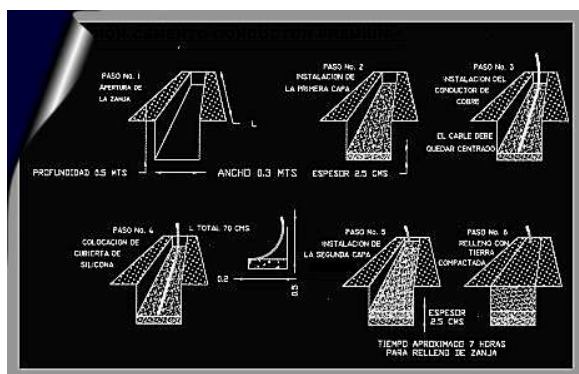 CEMENTO CONDUCTOR
PASO No. 1
APERTURA DE
LA ZANJA
L
PROFUNDIDAD 0.5 MTS
ANCHO 0.3 MTS
PASO No. 2
INSTALACION DE
LA PRIMERA CAPA
ESPESOR 2.5 CMS
PASO No. 3
INSTALACION DEL
CONDUCTOR DE
COBRE
EL CABLE DEBE
QUEDAR CENTRADO
PASO No. 4
COLOCACION DE
CUBIERTA DE
SILICONA
L TOTAL 70 CMS
0.2
0.5
PASO No. 5
INSTALACION DE
LA SEGUNDA CAPA
ESPESOR
2.5 CMS
PASO No. 6
RELLENO CON
TIERRA
COMPACTADA
TIEMPO APROXIMADO 7 HORAS
PARA RELLENO DE ZANJA